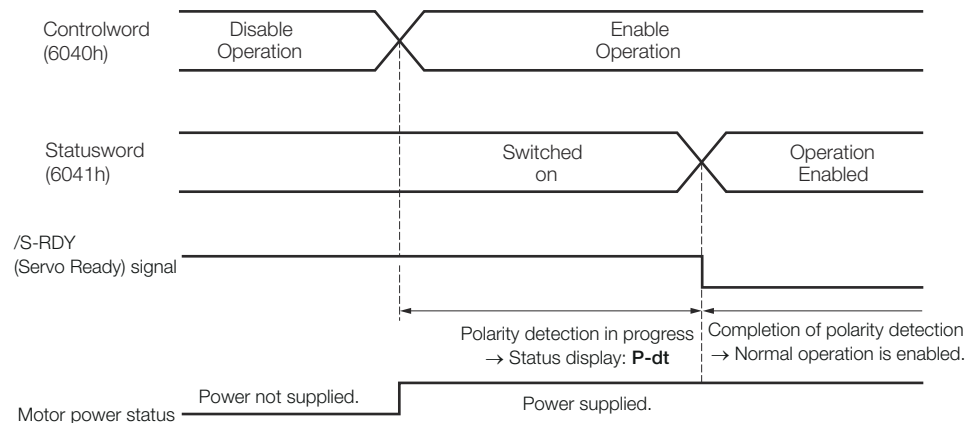 Controlword
(6040h)
Disable
Operation
Enable
Operation
Statusword
(6041h)
Switched
on
Operation
Enabled
/S-RDY
(Servo Ready) signal
Polarity detection in progress
→ Status display: P-dt
Completion of polarity detection
→ Normal operation is enabled.
Motor power status
Power not supplied.
Power supplied.